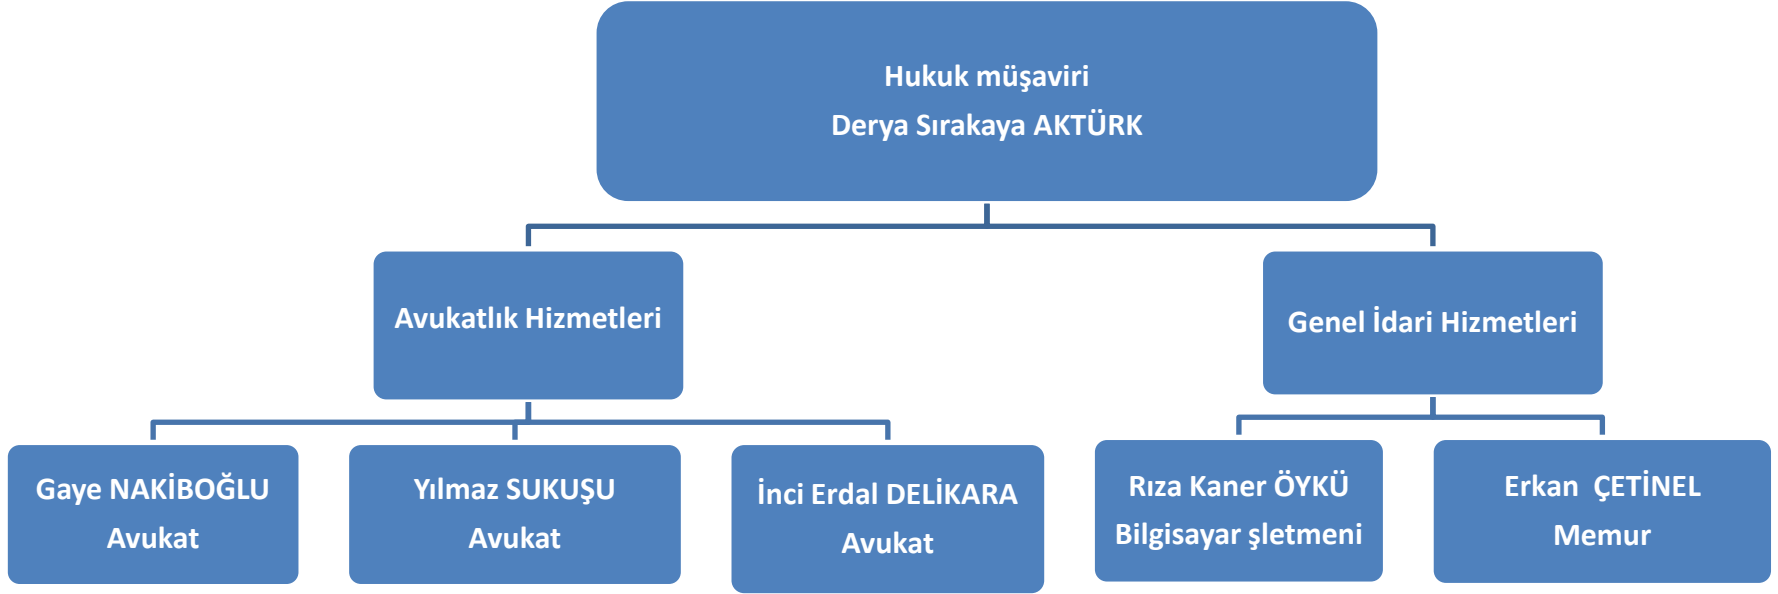 Hukuk müşaviri
Derya Sırakaya AKTÜRK
Avukatlık Hizmetleri
Genel İdari Hizmetleri
Gaye NAKİBOĞLU
Avukat
Yılmaz SUKUŞU
Avukat
İnci Erdal DELİKARA
Avukat
Rıza Kaner ÖYKÜ
Bilgisayar şletmeni
Erkan  ÇETİNEL
Memur